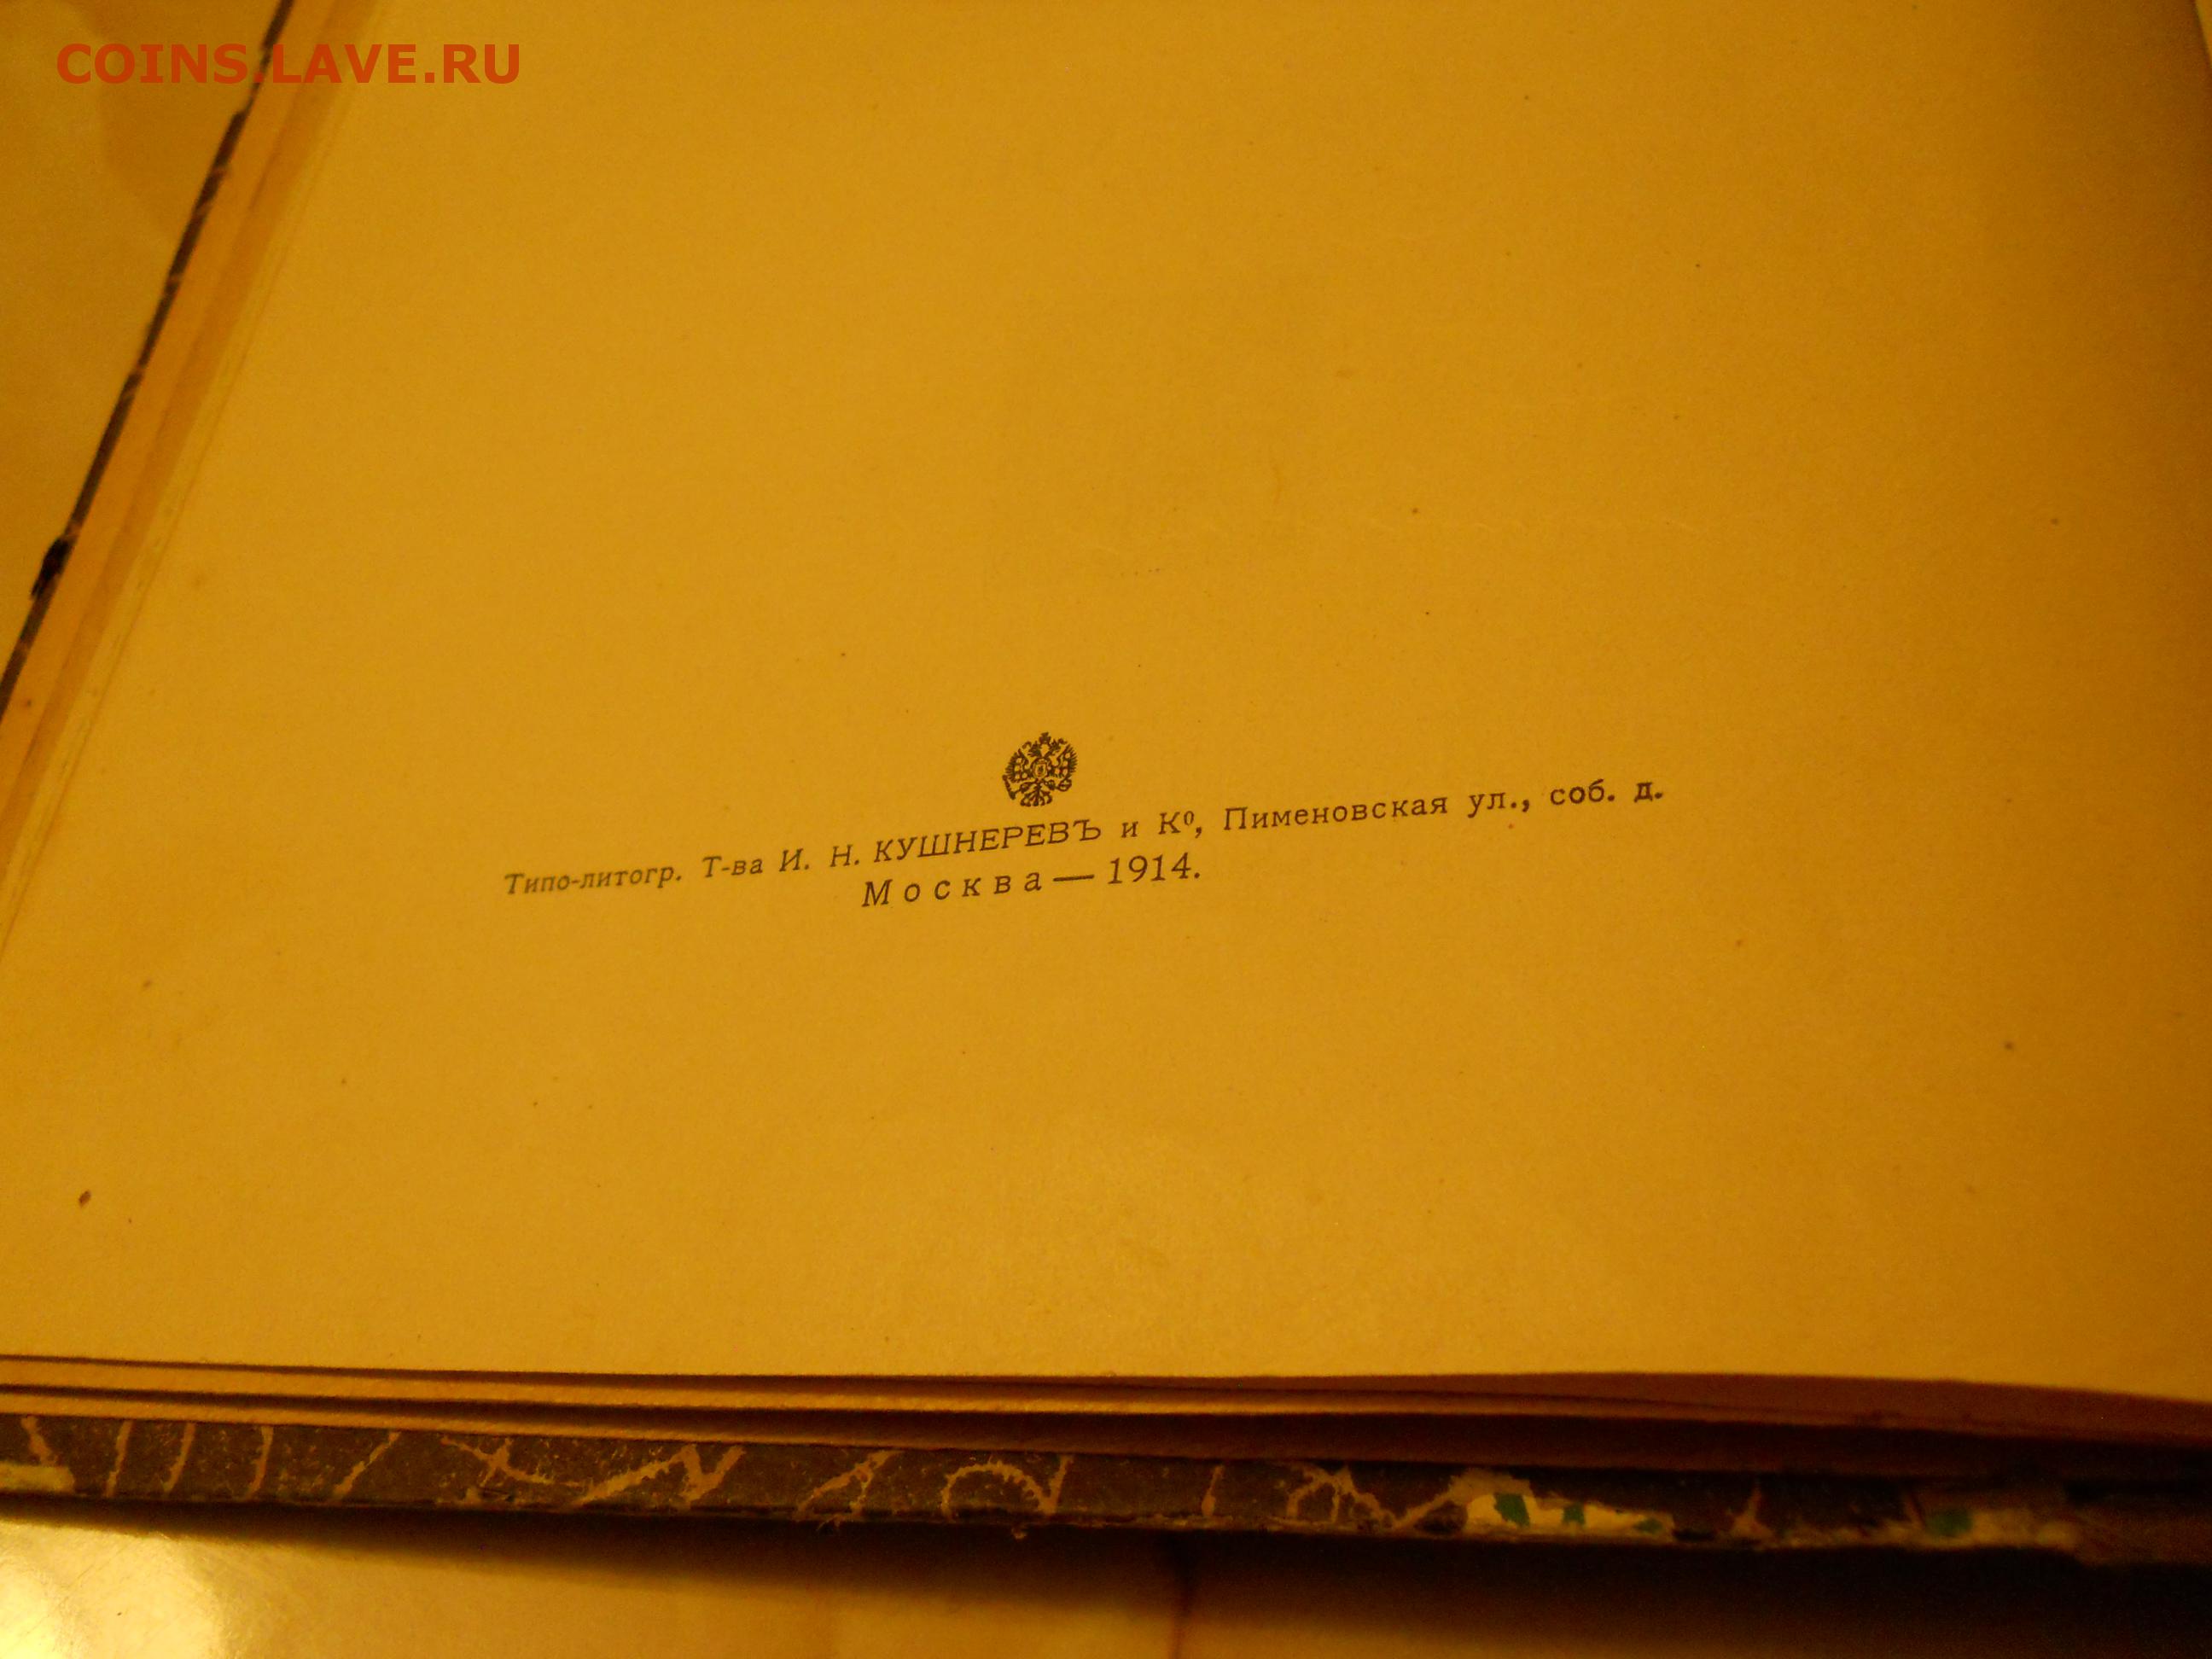 COINS.LAVE.RU
Типо-литогр. Т-ва И. Н. КУШНЕРЕВЪ и К⁰, Пименовская ул., соб. д.
Москва — 1914.